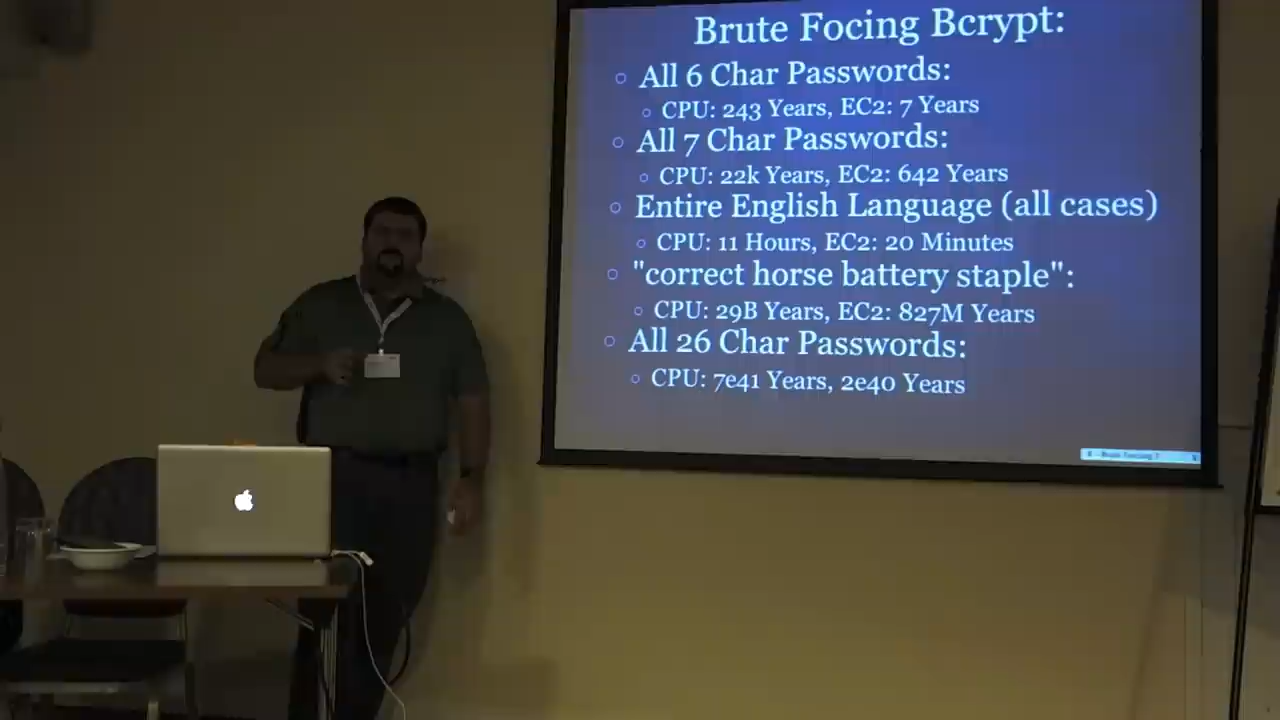 Brute Focing Bcrypt:
All 6 Char Passwords:
CPU: 243 Years, EC2: 7 Years
All 7 Char Passwords:
CPU: 22k Years, EC2: 642 Years
Entire English Language (all cases)
CPU: 11 Hours, EC2: 20 Minutes
"correct horse battery staple":
CPU: 29B Years, EC2: 827M Years
All 26 Char Passwords:
CPU: 7e41 Years, 2e40 Years